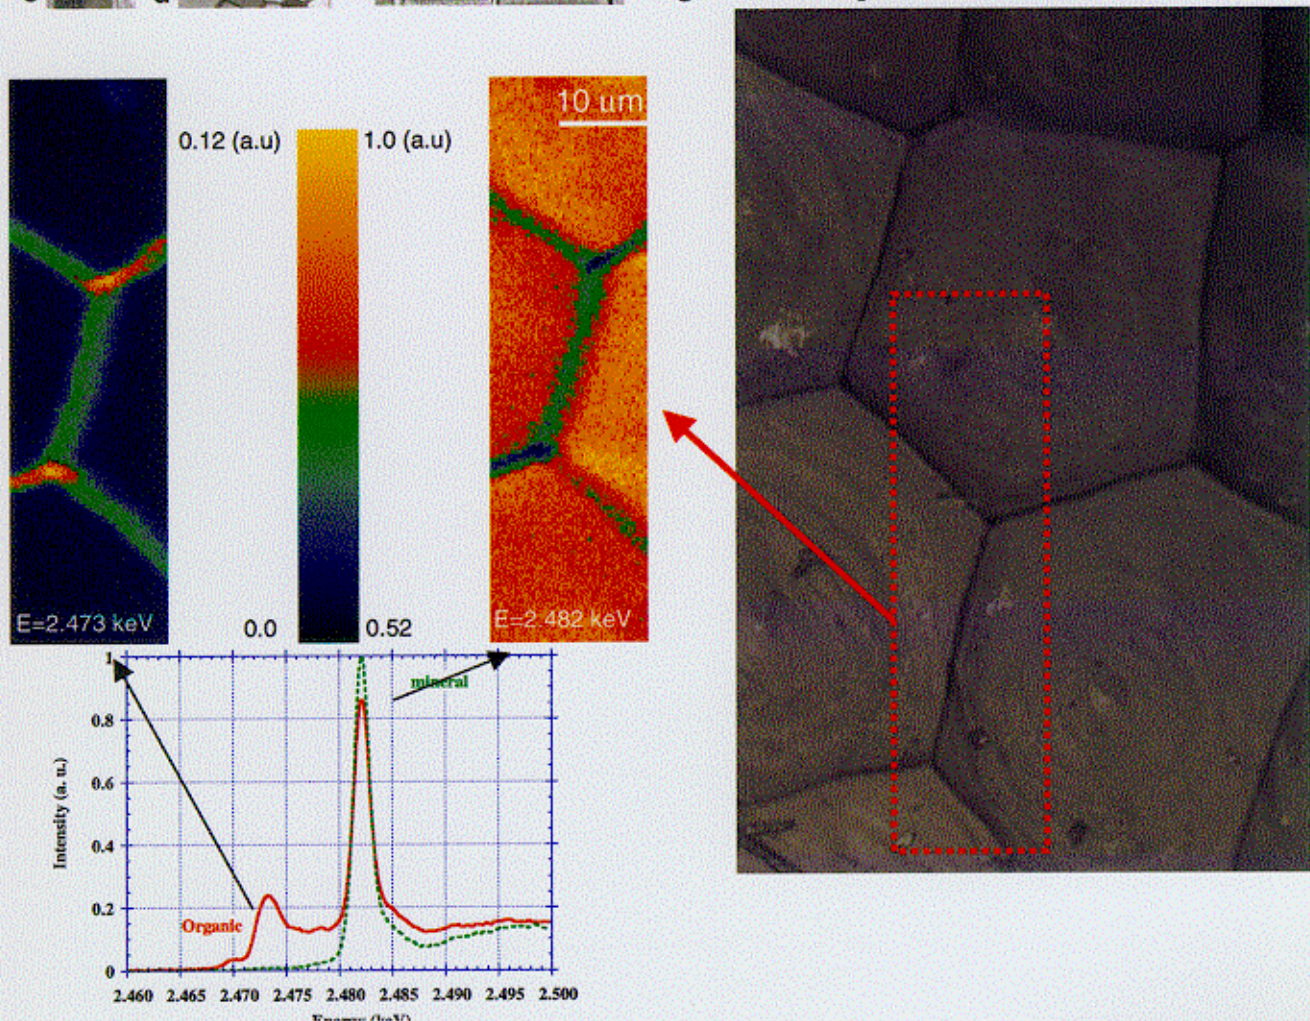 10 um
0.12 (a.u)
1.0 (a.u)
E=2.473 keV
0.0
0.52
E=2.482 keV
1
mineral
0.8
0.6
Intensity (a. u.)
0.4
0.2
Organic
0
2.460 2.465 2.470 2.475 2.480 2.485 2.490 2.495 2.500
Energy (keV)